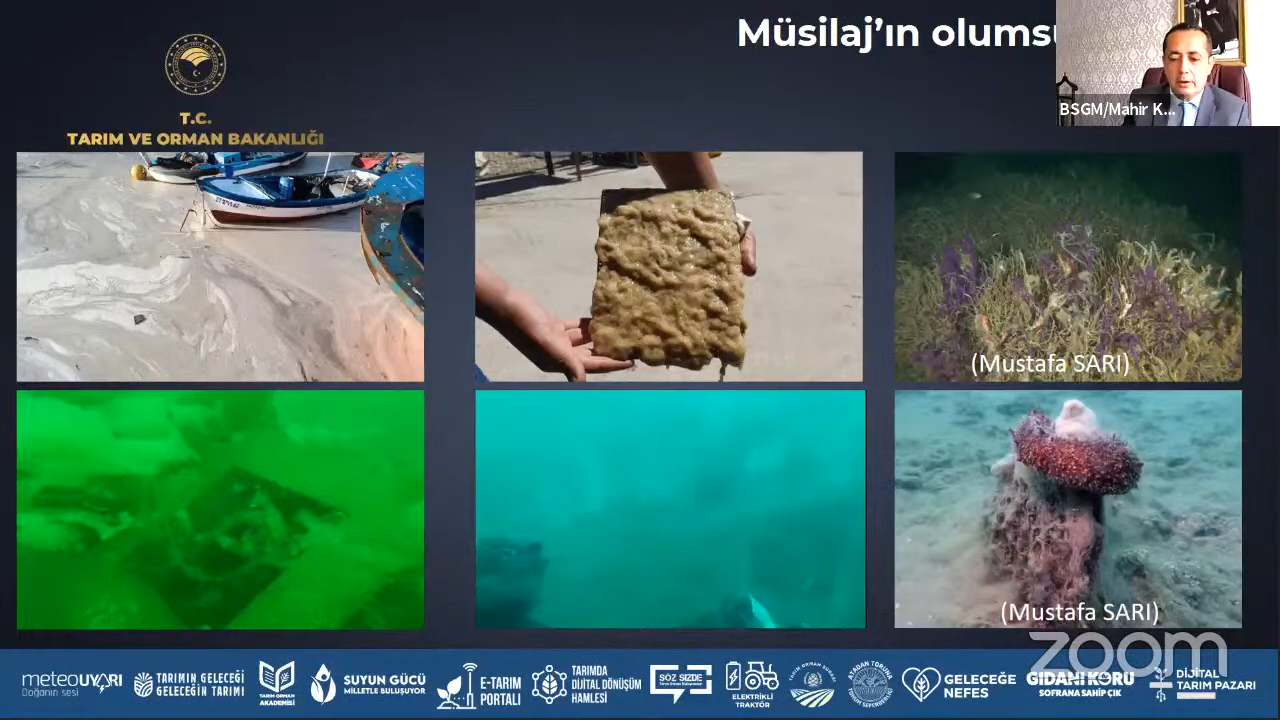 Müsilaj'ın olumsu
BSGM/Mahir K...
T.C.
TARIM VE ORMAN BAKANLIĞI
(Mustafa SARI)
(Mustafa SARI)
zoom
meteouyarı
Doğanın sesi
TARIMIN GELECEĞİ
GELECEĞİN TARIMI
TARIM ORMAN
AKADEMİSİ
SUYUN GÜCÜ
MİLLETLE BULUŞUYOR
E-TARIM
PORTALI
TARIMDA
DİJİTAL DÖNÜŞÜM
HAMLESİ
SÖZ SİZDE
ELEKTRİKLİ
TRAKTÖR
GELECEĞE
NEFES
GIDANI KORU
SOFRANA SAHİP ÇIK
DİJİTAL
TARIM PAZARI